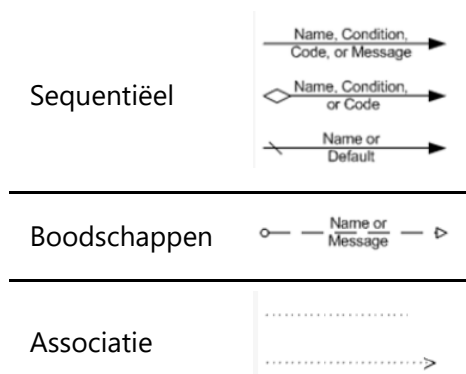 Name, Condition,
Code, or Message
Sequentiëel
Name, Condition,
or Code
Name or
Default
Boodschappen
Name or
Message
Associatie